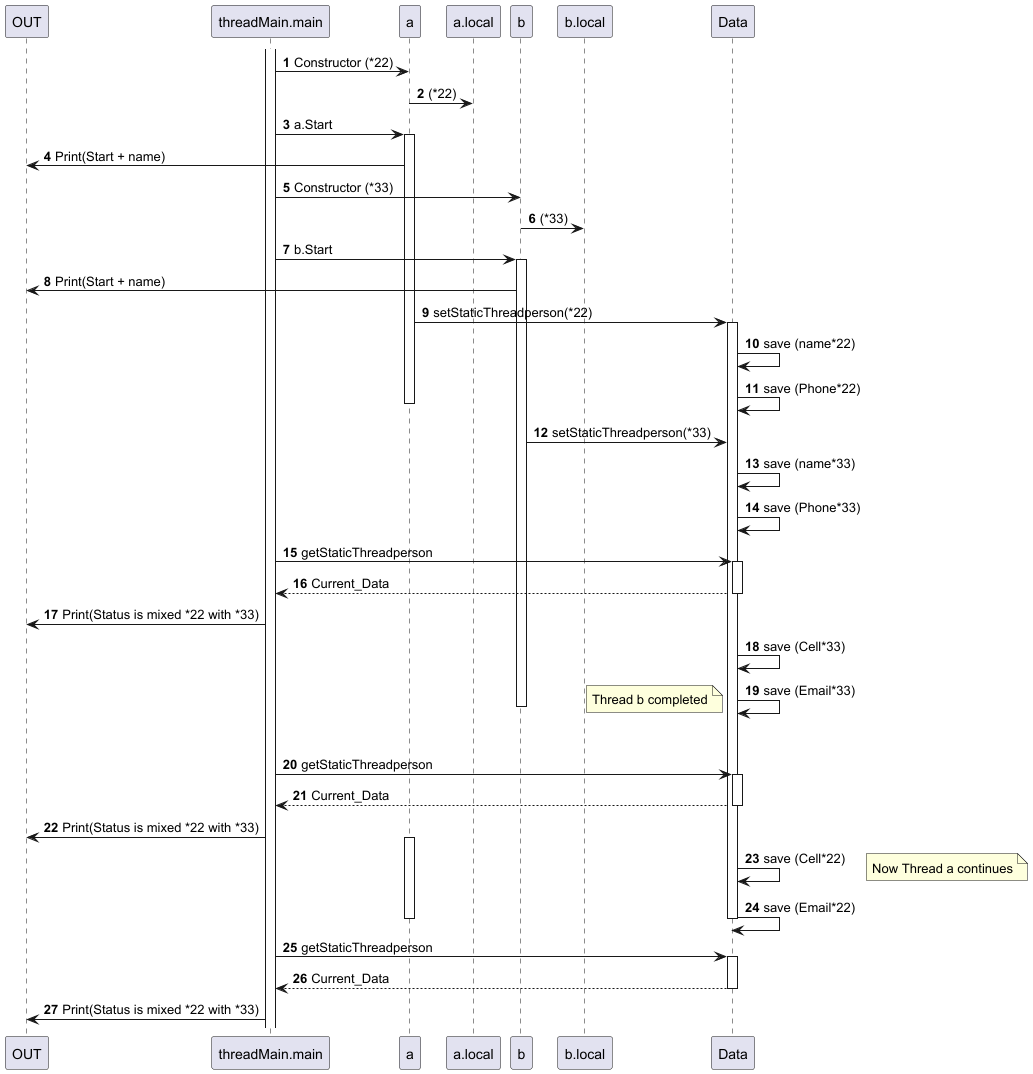 OUT
threadMain.main
a
a.local
b
b.local
Data
1 Constructor (*22)
2 (*22)
3 a.Start
4 Print(Start + name)
5 Constructor (*33)
6 (*33)
7 b.Start
8 Print(Start + name)
9 setStaticThreadperson(*22)
10 save (name*22)
11 save (Phone*22)
12 setStaticThreadperson(*33)
13 save (name*33)
14 save (Phone*33)
15 getStaticThreadperson
16 Current_Data
17 Print(Status is mixed *22 with *33)
18 save (Cell*33)
19 save (Email*33)
Thread b completed
20 getStaticThreadperson
21 Current_Data
22 Print(Status is mixed *22 with *33)
23 save (Cell*22)
Now Thread a continues
24 save (Email*22)
25 getStaticThreadperson
26 Current_Data
27 Print(Status is mixed *22 with *33)
OUT
threadMain.main
a
a.local
b
b.local
Data